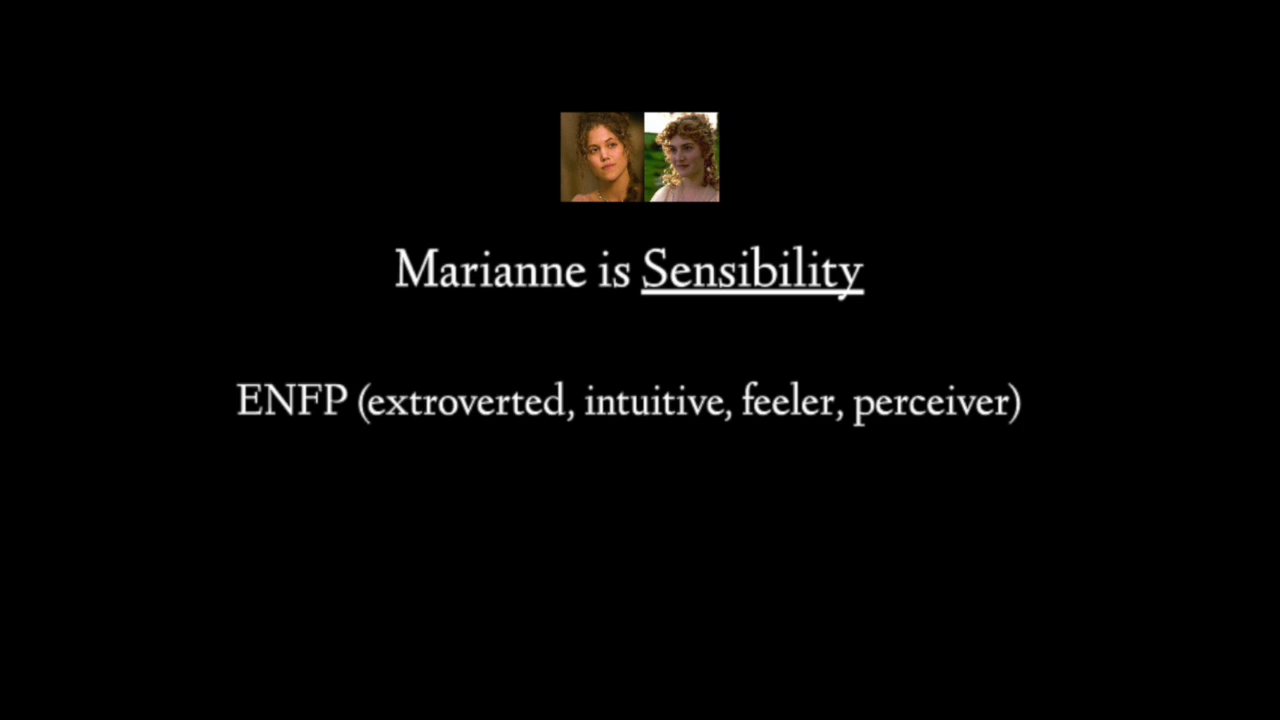 Marianne is Sensibility
ENFP (extroverted, intuitive, feeler, perceiver)